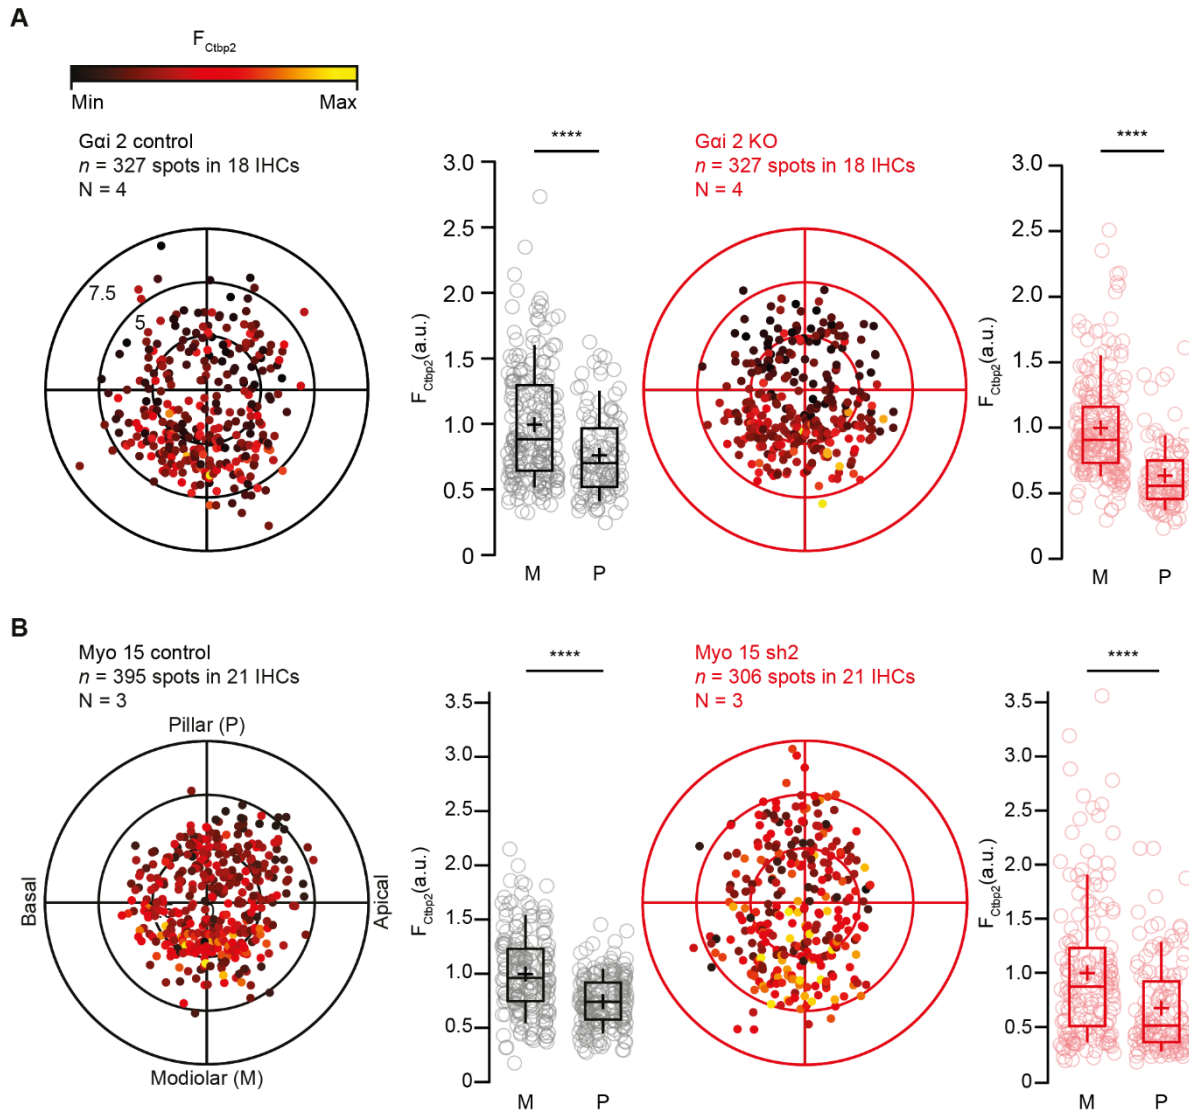 A
F_Ctbp2
Min Max
Gαi 2 control
n = 327 spots in 18 IHCs
N = 4
7.5
5
****
3.0
2.5
2.0
1.5
1.0
0.5
0
F_Ctbp2(a.u.)
M P
Gαi 2 KO
n = 327 spots in 18 IHCs
N = 4
****
3.0
2.5
2.0
1.5
1.0
0.5
0
F_Ctbp2(a.u.)
M P
B
Myo 15 control
n = 395 spots in 21 IHCs
N = 3
Pillar (P)
Basal
Apical
Modiolar (M)
****
3.5
3.0
2.5
2.0
1.5
1.0
0.5
0
F_Ctbp2(a.u.)
M P
Myo 15 sh2
n = 306 spots in 21 IHCs
N = 3
****
3.5
3.0
2.5
2.0
1.5
1.0
0.5
0
F_Ctbp2(a.u.)
M P